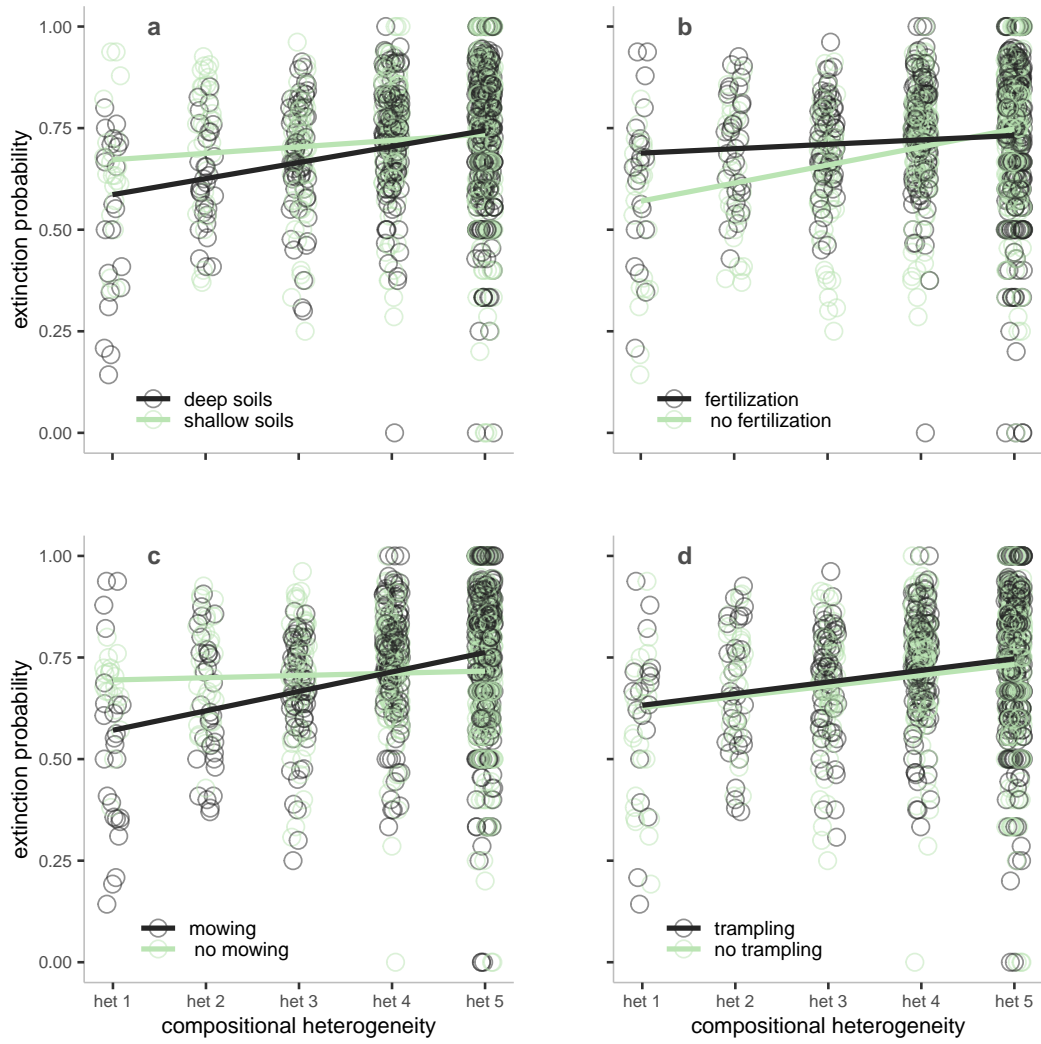 a
1.00
0.75
0.50
0.25
0.00
extinction probability
deep soils
shallow soils
b
fertilization
no fertilization
c
1.00
0.75
0.50
0.25
0.00
extinction probability
mowing
no mowing
het 1 het 2 het 3 het 4 het 5
compositional heterogeneity
d
trampling
no trampling
het 1 het 2 het 3 het 4 het 5
compositional heterogeneity